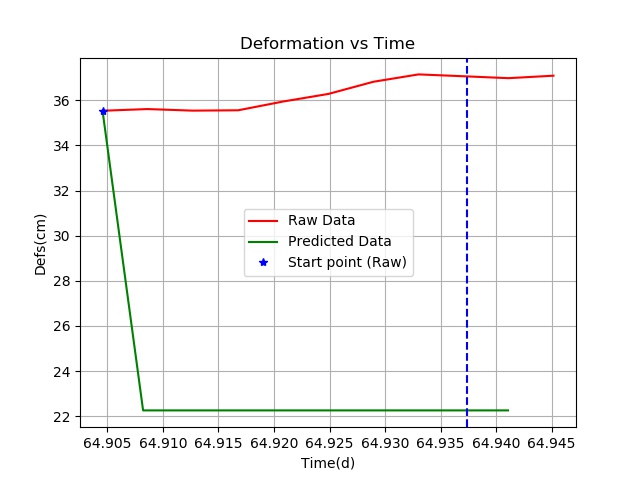 Deformation vs Time
Defs(cm)
36
34
32
30
28
26
24
22
Raw Data
Predicted Data
Start point (Raw)
64.905 64.910 64.915 64.920 64.925 64.930 64.935 64.940 64.945
Time(d)